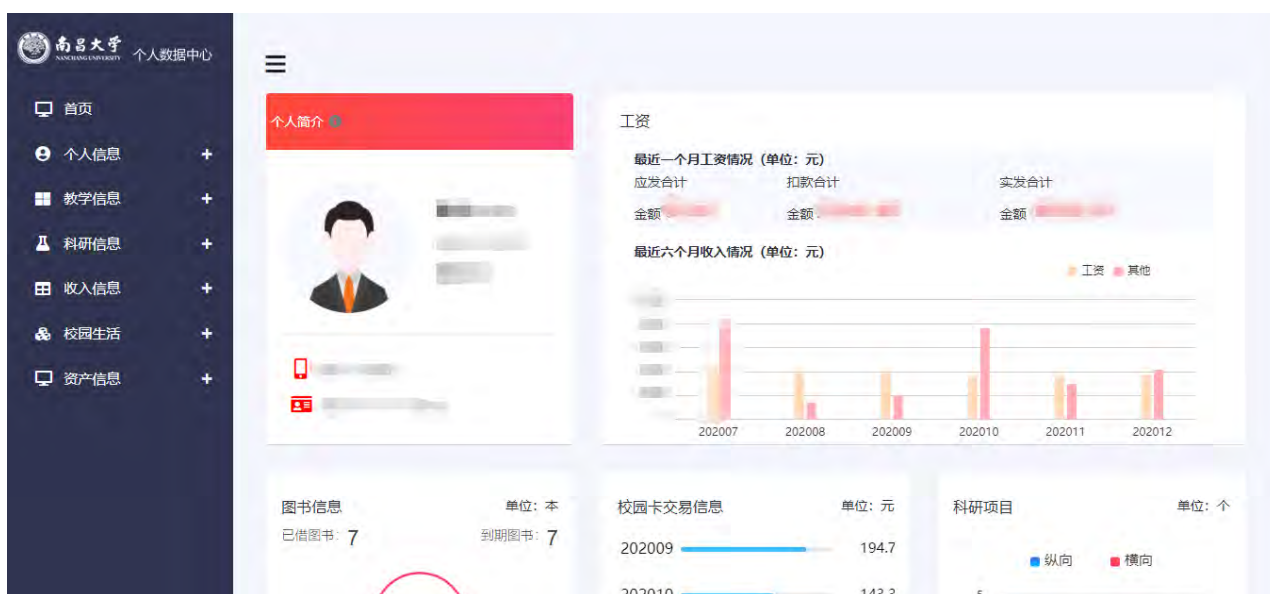 南昌大学
NANCHANG UNIVERSITY
个人数据中心
首页
个人信息 +
教学信息 +
科研信息 +
收入信息 +
校园生活 +
资产信息 +
个人简介
工资
最近一个月工资情况（单位：元）
应发合计 扣款合计 实发合计
金额 金额 金额
最近六个月收入情况（单位：元）
工资 其他
202007 202008 202009 202010 202011 202012
图书信息 单位：本
已借图书：7 到期图书：7
校园卡交易信息 单位：元
202009 194.7
202010 143.3
科研项目 单位：个
纵向 横向
5